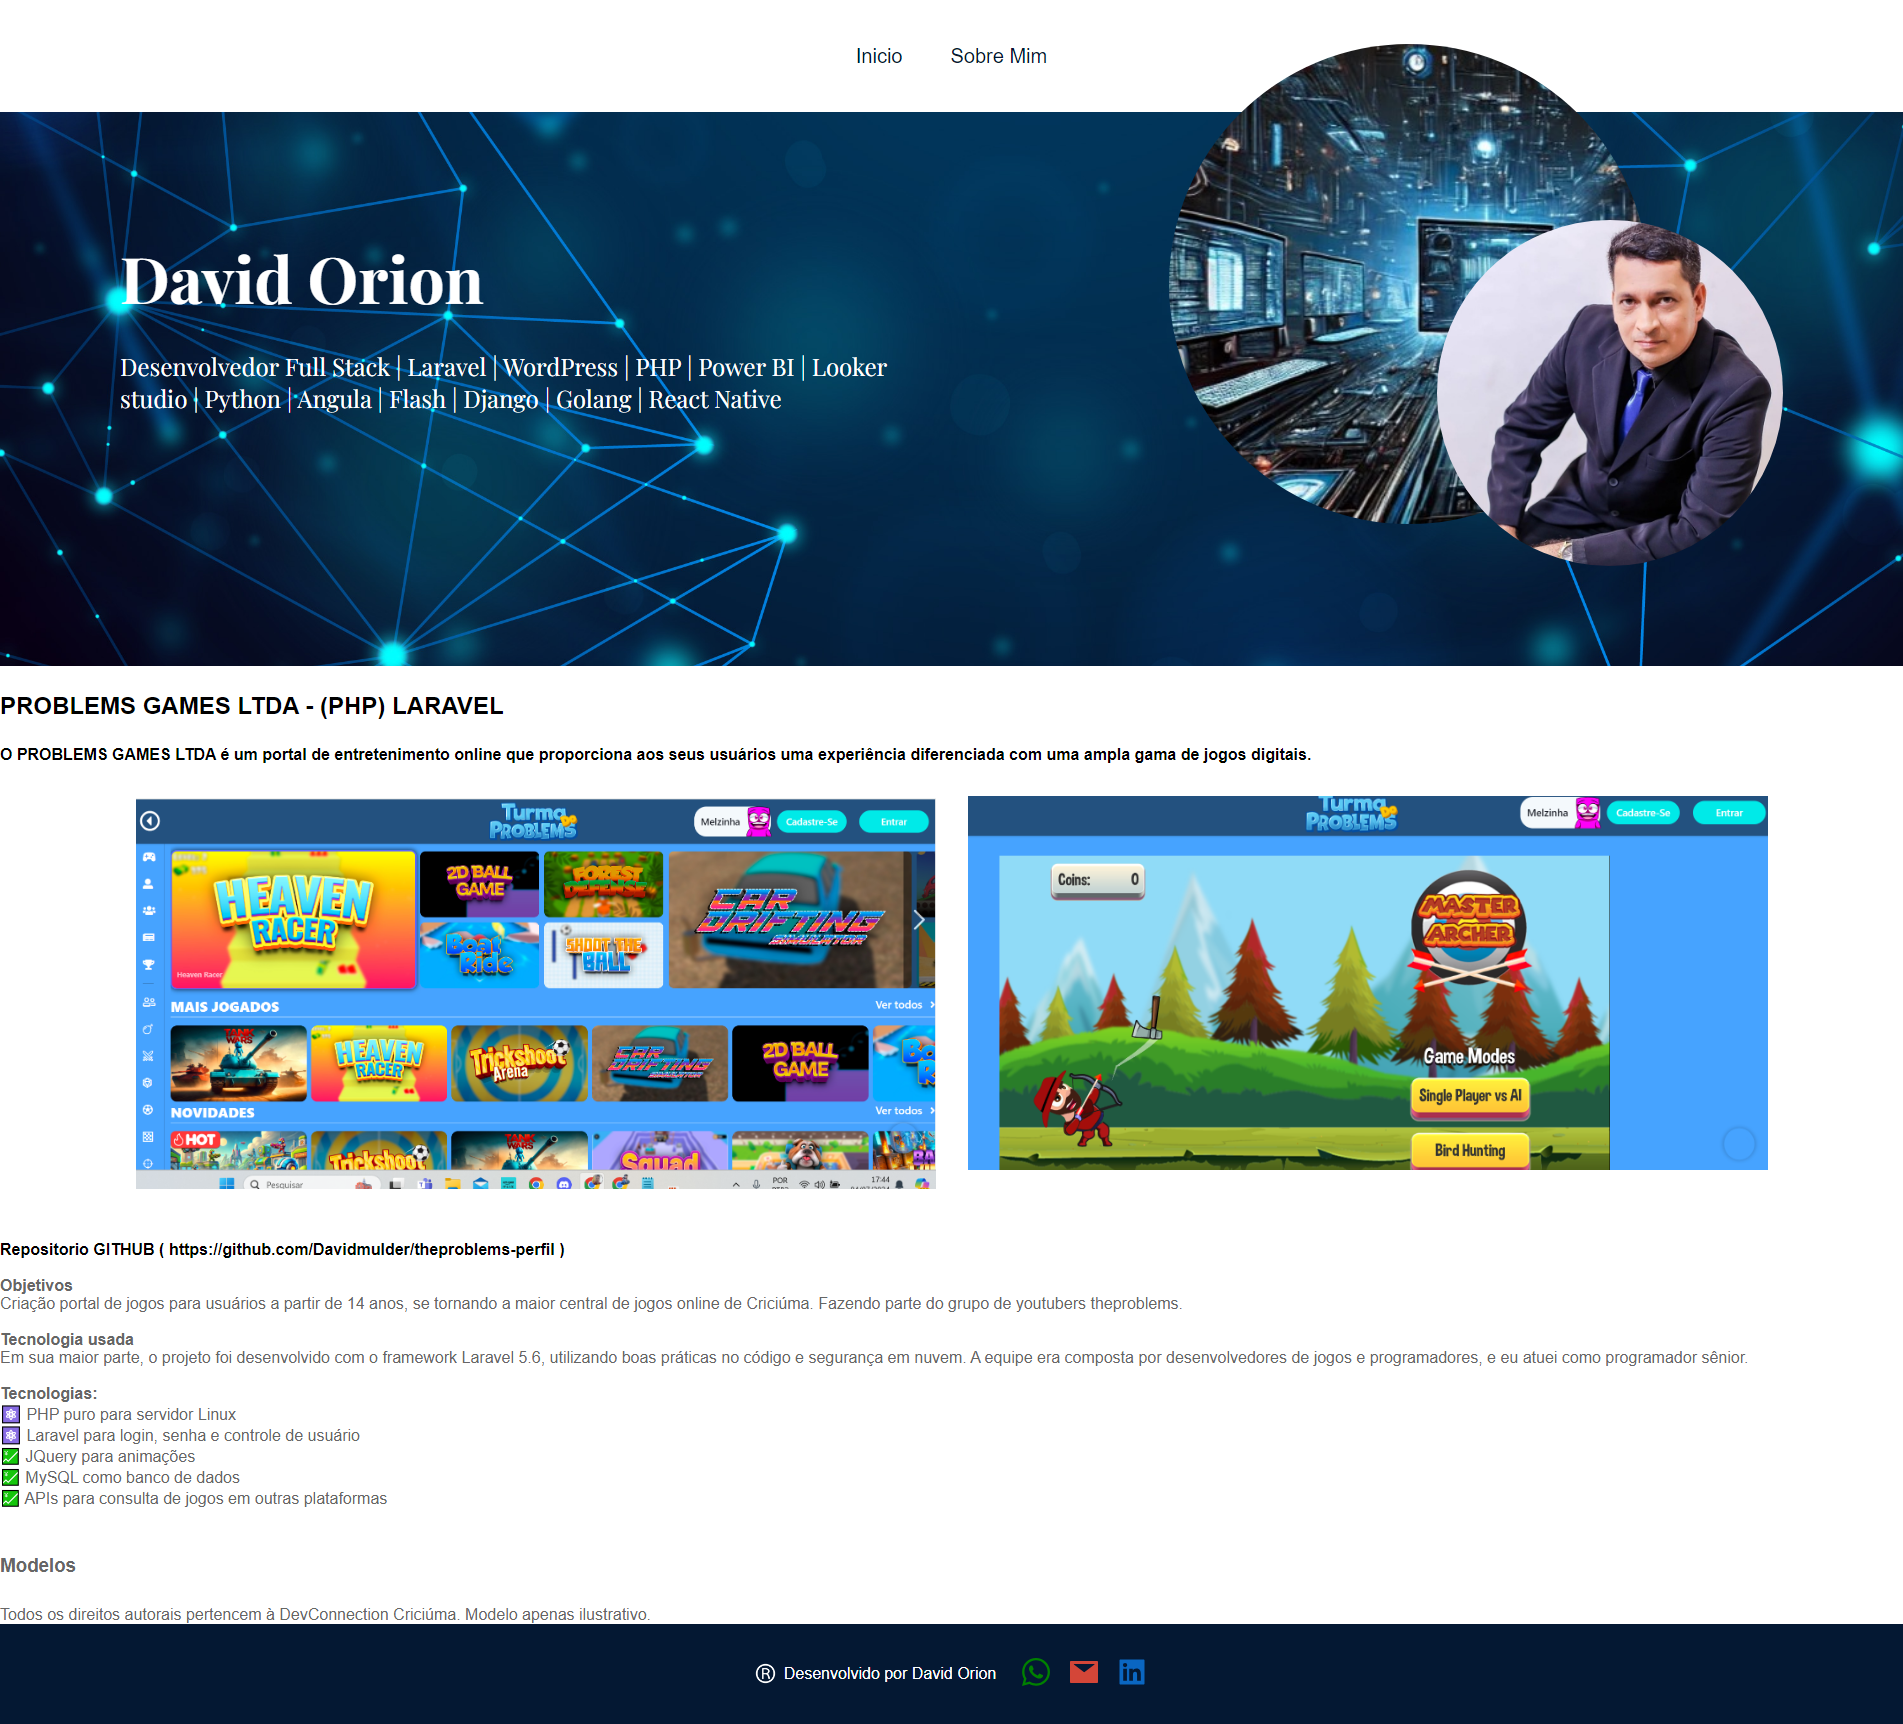 Inicio Sobre Mim
David Orion
Desenvolvedor Full Stack | Laravel | WordPress | PHP | Power BI | Looker
studio | Python | Angula | Flash | Django | Golang | React Native
PROBLEMS GAMES LTDA - (PHP) LARAVEL
O PROBLEMS GAMES LTDA é um portal de entretenimento online que proporciona aos seus usuários uma experiência diferenciada com uma ampla gama de jogos digitais.
Turma
PROBLEMS
Melzinha Cadastre-Se Entrar
HEAVEN
RACER
Heaven Racer
2D BALL
GAME
FOREST
DEFENSE
Boat
Ride
SHOOT THE
BALL
CAR
DRIFTING
SIMULATOR
MAIS JOGADOS Ver todos
TANK
WARS
HEAVEN
RACER
Trickshoot
Arena
CAR
DRIFTING
SIMULATOR
2D BALL
GAME
NOVIDADES Ver todos
HOT
Trickshoot
TANK
WARS
Squad
Pesquisar
POR
17:44
Turma
PROBLEMS
Melzinha Cadastre-Se Entrar
Coins: 0
MASTER
ARCHER
Game Modes
Single Player vs AI
Bird Hunting
Repositorio GITHUB ( https://github.com/Davidmulder/theproblems-perfil )
Objetivos
Criação portal de jogos para usuários a partir de 14 anos, se tornando a maior central de jogos online de Criciúma. Fazendo parte do grupo de youtubers theproblems.
Tecnologia usada
Em sua maior parte, o projeto foi desenvolvido com o framework Laravel 5.6, utilizando boas práticas no código e segurança em nuvem. A equipe era composta por desenvolvedores de jogos e programadores, e eu atuei como programador sênior.
Tecnologias:
⚛️ PHP puro para servidor Linux
⚛️ Laravel para login, senha e controle de usuário
💹 JQuery para animações
💹 MySQL como banco de dados
💹 APIs para consulta de jogos em outras plataformas
Modelos
Todos os direitos autorais pertencem à DevConnection Criciúma. Modelo apenas ilustrativo.
® Desenvolvido por David Orion